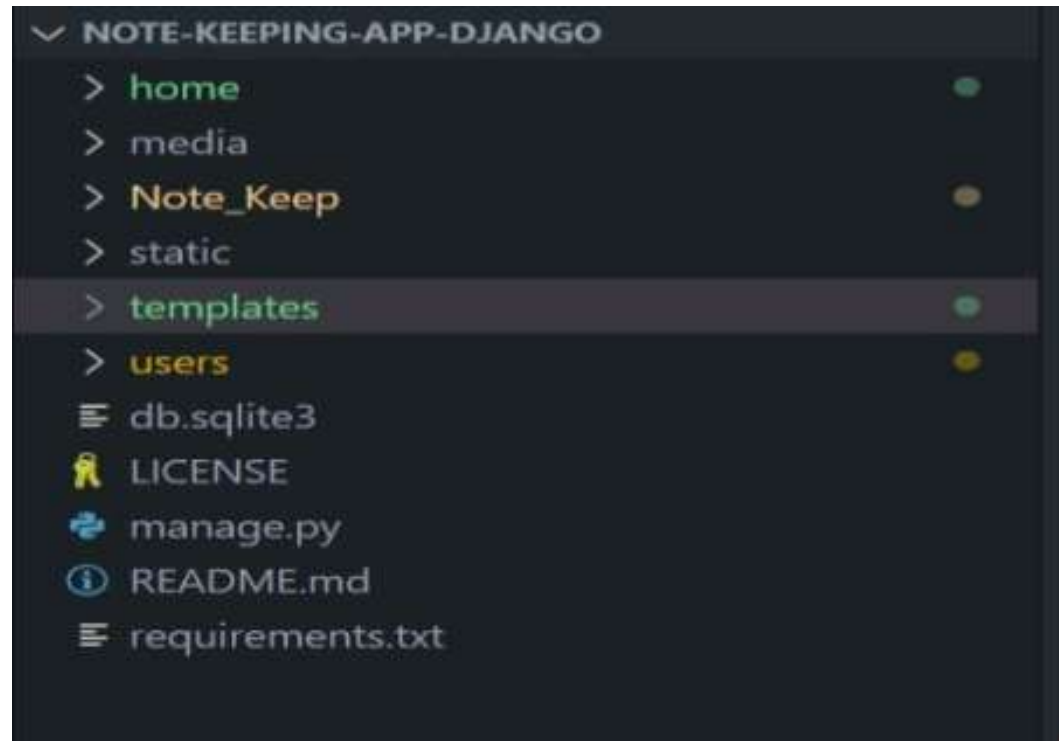 NOTE-KEEPING-APP-DJANGO
home
media
Note_Keep
static
templates
users
db.sqlite3
LICENSE
manage.py
README.md
requirements.txt